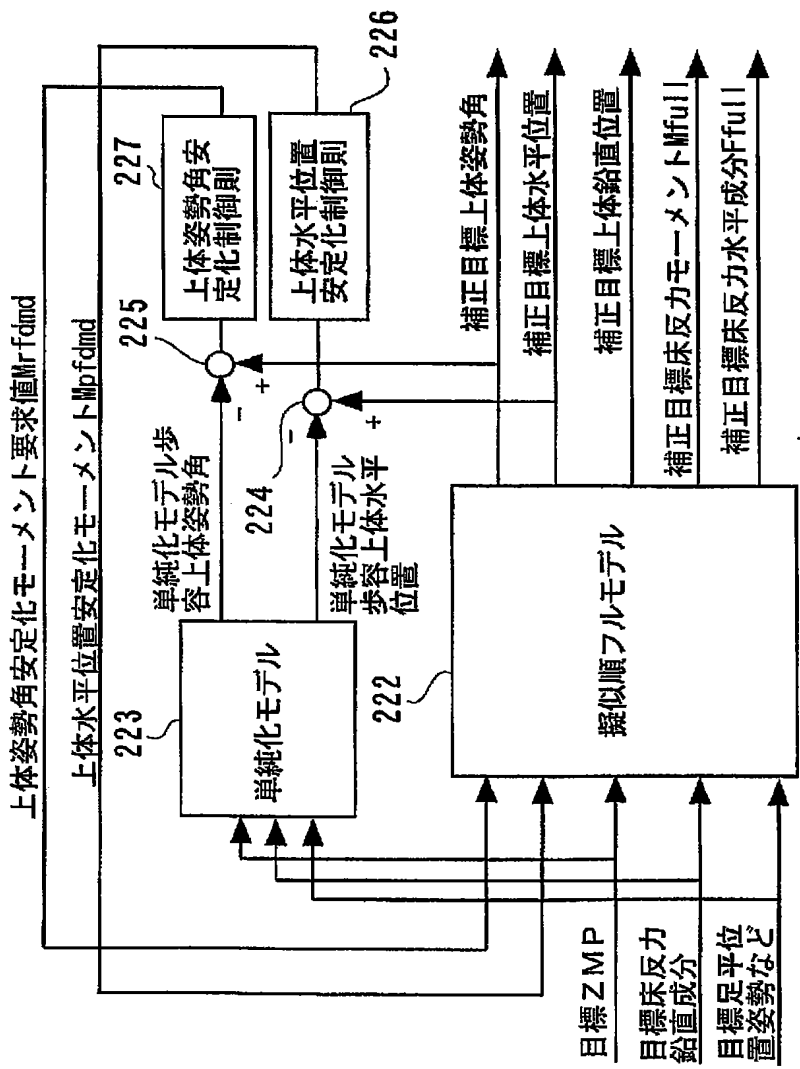 上体姿勢角安定化モーメント要求値Mrfdmd
上体水平位置安定化モーメントMpfdmd
227
上体姿勢角安
定化制御則
226
上体水平位置
安定化制御則
225
224
+
-
+
-
単純化モデル歩
容上体姿勢角
単純化モデル
歩容上体水平
位置
223
単純化モデル
222
擬似順フルモデル
目標ZMP
目標床反力
鉛直成分
目標足平位
置姿勢など
補正目標上体姿勢角
補正目標上体水平位置
補正目標上体鉛直位置
補正目標床反力モーメントMfull
補正目標床反力水平成分Ffull